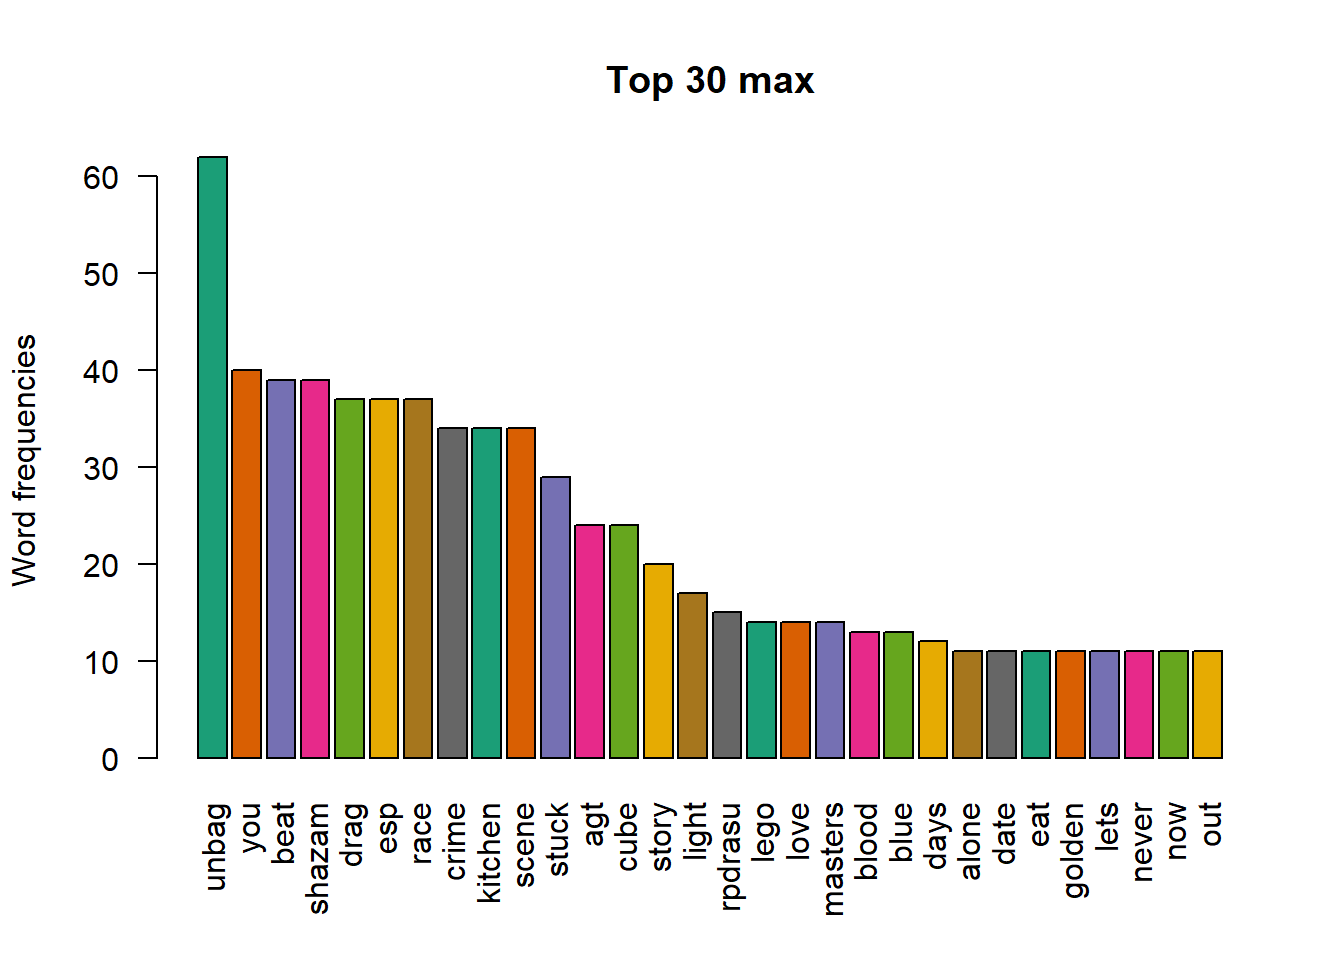 Top 30 max
Word frequencies
60
50
40
30
20
10
0
unbag
you
beat
shazam
drag
esp
race
crime
kitchen
scene
stuck
agt
cube
story
light
rpdrasu
lego
love
masters
blood
blue
days
alone
date
eat
golden
lets
never
now
out